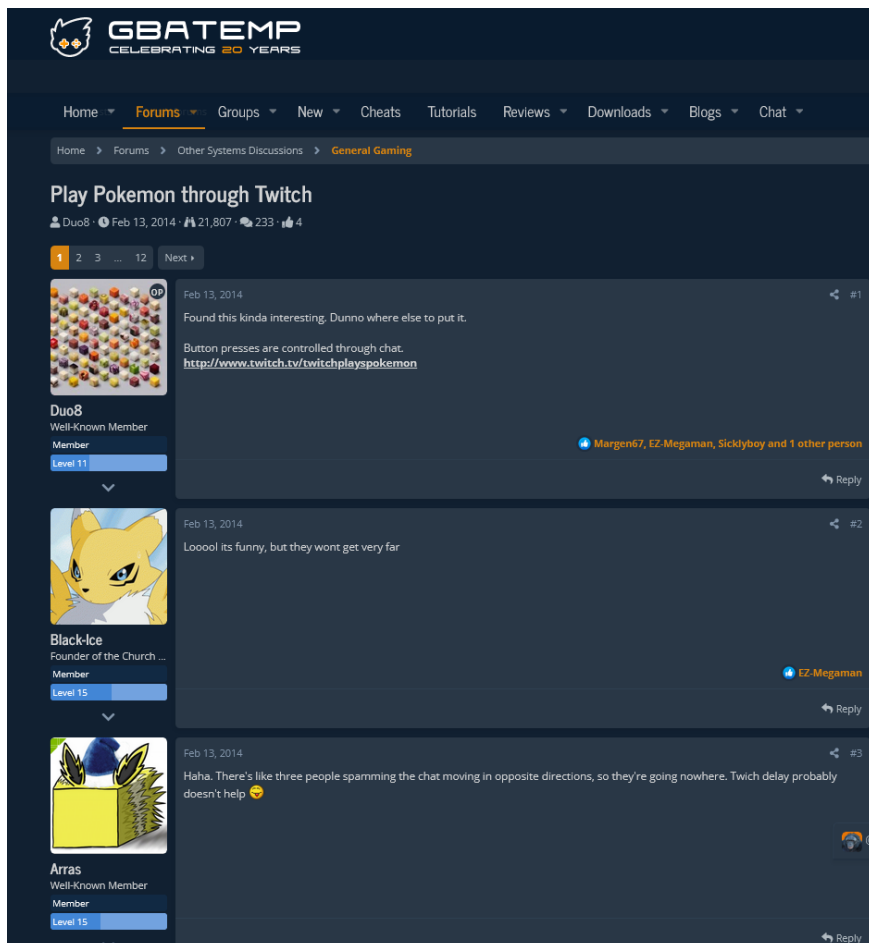 GBATEMP
CELEBRATING 20 YEARS
Home Forums Groups New Cheats Tutorials Reviews Downloads Blogs Chat
Home > Forums > Other Systems Discussions > General Gaming
Play Pokemon through Twitch
Duo8 · Feb 13, 2014 · 21,807 · 233 · 4
1 2 3 ... 12 Next
OP
Feb 13, 2014 #1
Found this kinda interesting. Dunno where else to put it.
Button presses are controlled through chat.
http://www.twitch.tv/twitchplayspokemon
Duo8
Well-Known Member
Member
Level 11
Margen67, EZ-Megaman, Sicklyboy and 1 other person
Reply
Feb 13, 2014 #2
Looool its funny, but they wont get very far
Black-Ice
Founder of the Church ...
Member
Level 15
EZ-Megaman
Reply
Feb 13, 2014 #3
Haha. There's like three people spamming the chat moving in opposite directions, so they're going nowhere. Twich delay probably
doesn't help
Arras
Well-Known Member
Member
Level 15
Reply